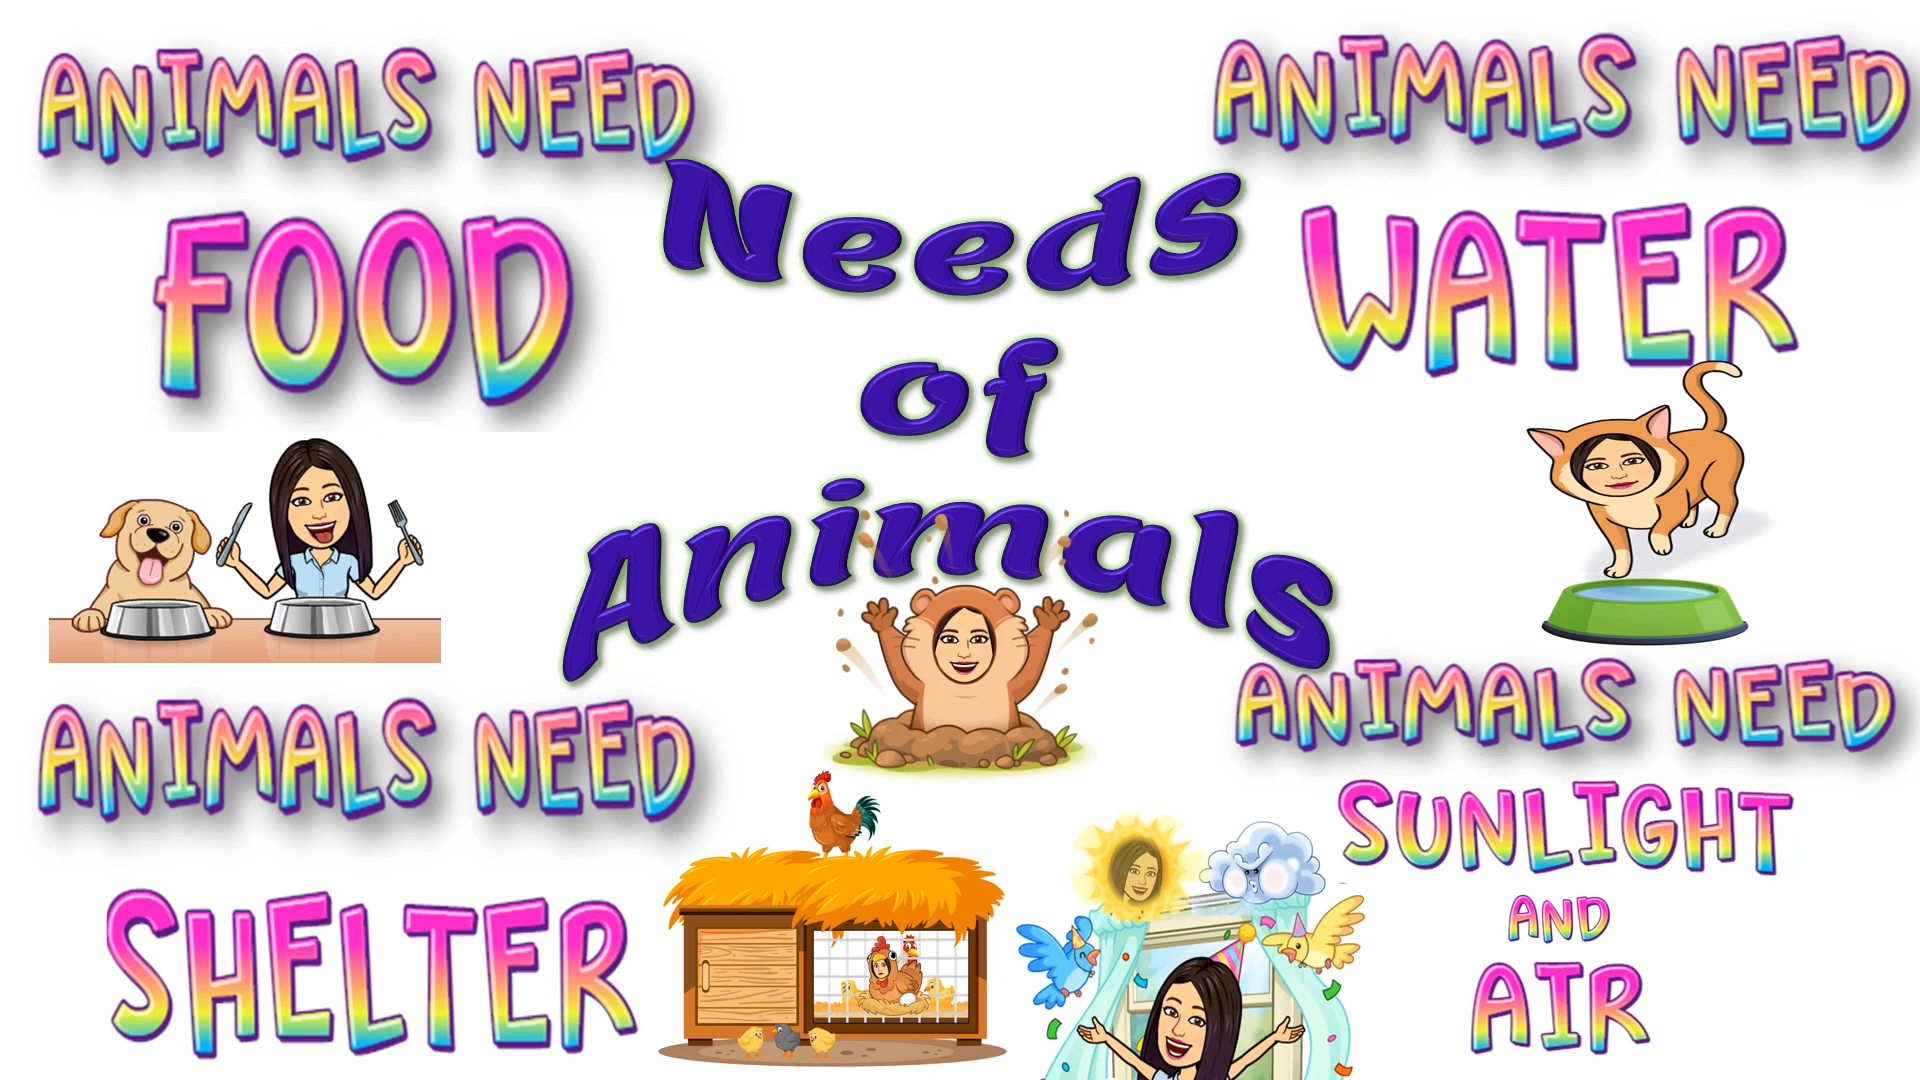 ANIMALS NEED
FOOD
Needs
of
Animals
ANIMALS NEED
WATER
ANIMALS NEED
SHELTER
ANIMALS NEED
SUNLIGHT
AND
AIR